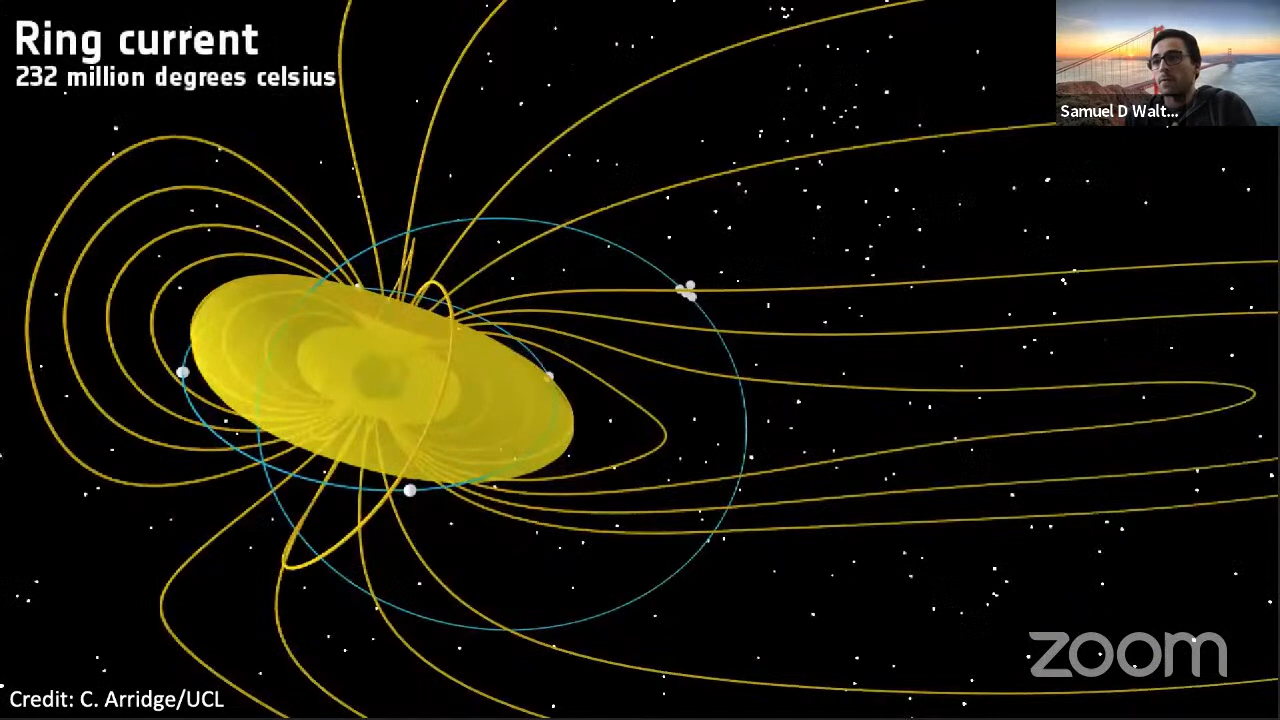 Ring current
232 million degrees celsius
Samuel D Walt...
zoom
Credit: C. Arridge/UCL